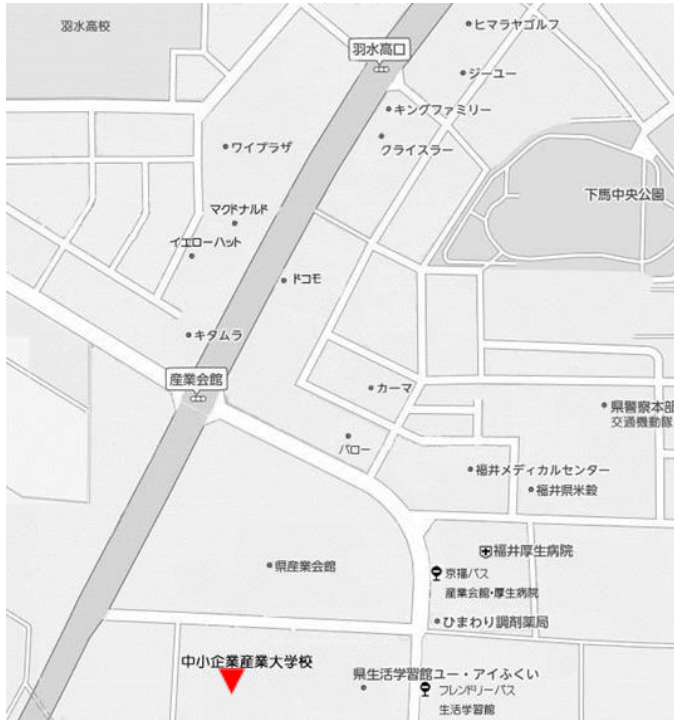 羽水高校
ヒマラヤゴルフ
羽水高口
ジーユー
キングファミリー
クライスラー
ワイプラザ
下馬中央公園
マクドナルド
イエローハット
ドコモ
キタムラ
産業会館
カーマ
県警察本部
交通機動隊
バロー
福井メディカルセンター
福井県米穀
福井厚生病院
県産業会館
京福バス
産業会館・厚生病院
ひまわり調剤薬局
中小企業産業大学校
県生活学習館ユー・アイふくい
フレンドリーバス
生活学習館